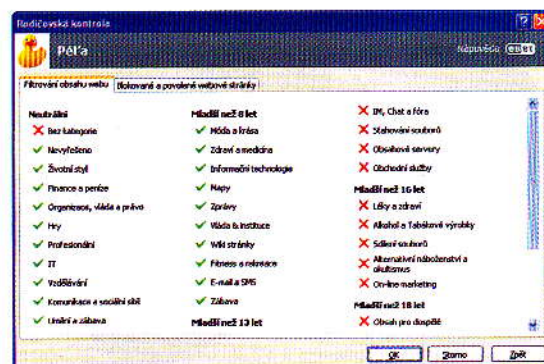 Rodičovská kontrola
Péťa
Nápověda eset
Filtrování obsahu webu
Blokované a povolené webové stránky
Neutrální
Bez kategorie
Nevyřešeno
Životní styl
Finance a peníze
Organizace, vláda a právo
Hry
Profesionální
IT
Vzdělávání
Komunikace a sociální sítě
Umění a zábava
Mladší než 8 let
Móda a krása
Zdraví a medicína
Informační technologie
Mapy
Zprávy
Vláda & instituce
Wiki stránky
Fitness a rekreace
E-mail a SMS
Zábava
Mladší než 13 let
IM, Chat a fóra
Stahování souborů
Obsahové servery
Obchodní služby
Mladší než 16 let
Léky a zdraví
Alkohol a Tabákové výrobky
Sdílení souborů
Alternativní náboženství a
okultismus
On-line marketing
Mladší než 18 let
Obsah pro dospělé
OK
Storno
Zpět